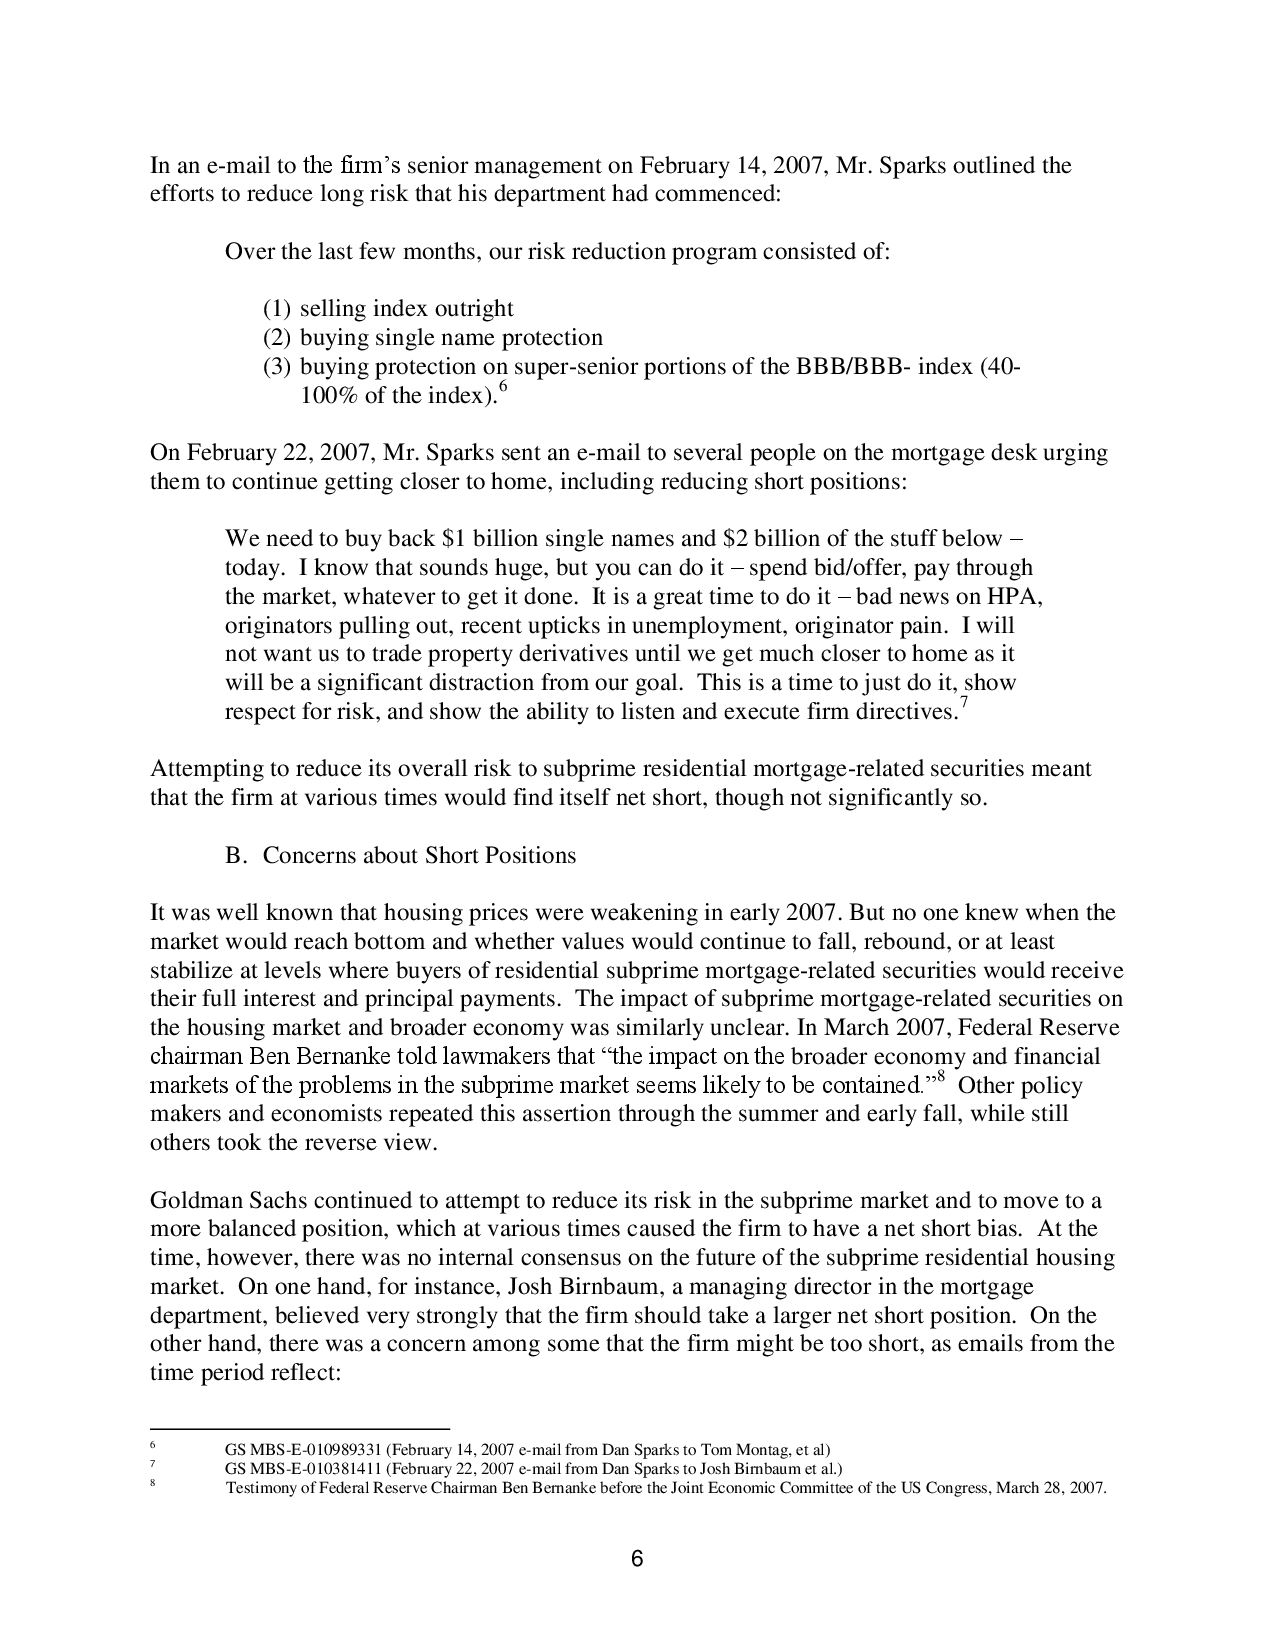 In an e-mail to the firm's senior management on February 14, 2007, Mr. Sparks outlined the
efforts to reduce long risk that his department had commenced:
Over the last few months, our risk reduction program consisted of:
(1) selling index outright
(2) buying single name protection
(3) buying protection on super-senior portions of the BBB/BBB- index (40-
100% of the index).6
On February 22, 2007, Mr. Sparks sent an e-mail to several people on the mortgage desk urging
them to continue getting closer to home, including reducing short positions:
We need to buy back $1 billion single names and $2 billion of the stuff below –
today.  I know that sounds huge, but you can do it – spend bid/offer, pay through
the market, whatever to get it done.  It is a great time to do it – bad news on HPA,
originators pulling out, recent upticks in unemployment, originator pain.  I will
not want us to trade property derivatives until we get much closer to home as it
will be a significant distraction from our goal.  This is a time to just do it, show
respect for risk, and show the ability to listen and execute firm directives.7
Attempting to reduce its overall risk to subprime residential mortgage-related securities meant
that the firm at various times would find itself net short, though not significantly so.
B.  Concerns about Short Positions
It was well known that housing prices were weakening in early 2007. But no one knew when the
market would reach bottom and whether values would continue to fall, rebound, or at least
stabilize at levels where buyers of residential subprime mortgage-related securities would receive
their full interest and principal payments.  The impact of subprime mortgage-related securities on
the housing market and broader economy was similarly unclear. In March 2007, Federal Reserve
chairman Ben Bernanke told lawmakers that “the impact on the broader economy and financial
markets of the problems in the subprime market seems likely to be contained.”8  Other policy
makers and economists repeated this assertion through the summer and early fall, while still
others took the reverse view.
Goldman Sachs continued to attempt to reduce its risk in the subprime market and to move to a
more balanced position, which at various times caused the firm to have a net short bias.  At the
time, however, there was no internal consensus on the future of the subprime residential housing
market.  On one hand, for instance, Josh Birnbaum, a managing director in the mortgage
department, believed very strongly that the firm should take a larger net short position.  On the
other hand, there was a concern among some that the firm might be too short, as emails from the
time period reflect:
6 GS MBS-E-010989331 (February 14, 2007 e-mail from Dan Sparks to Tom Montag, et al)
7 GS MBS-E-010381411 (February 22, 2007 e-mail from Dan Sparks to Josh Birnbaum et al.)
8 Testimony of Federal Reserve Chairman Ben Bernanke before the Joint Economic Committee of the US Congress, March 28, 2007.
6